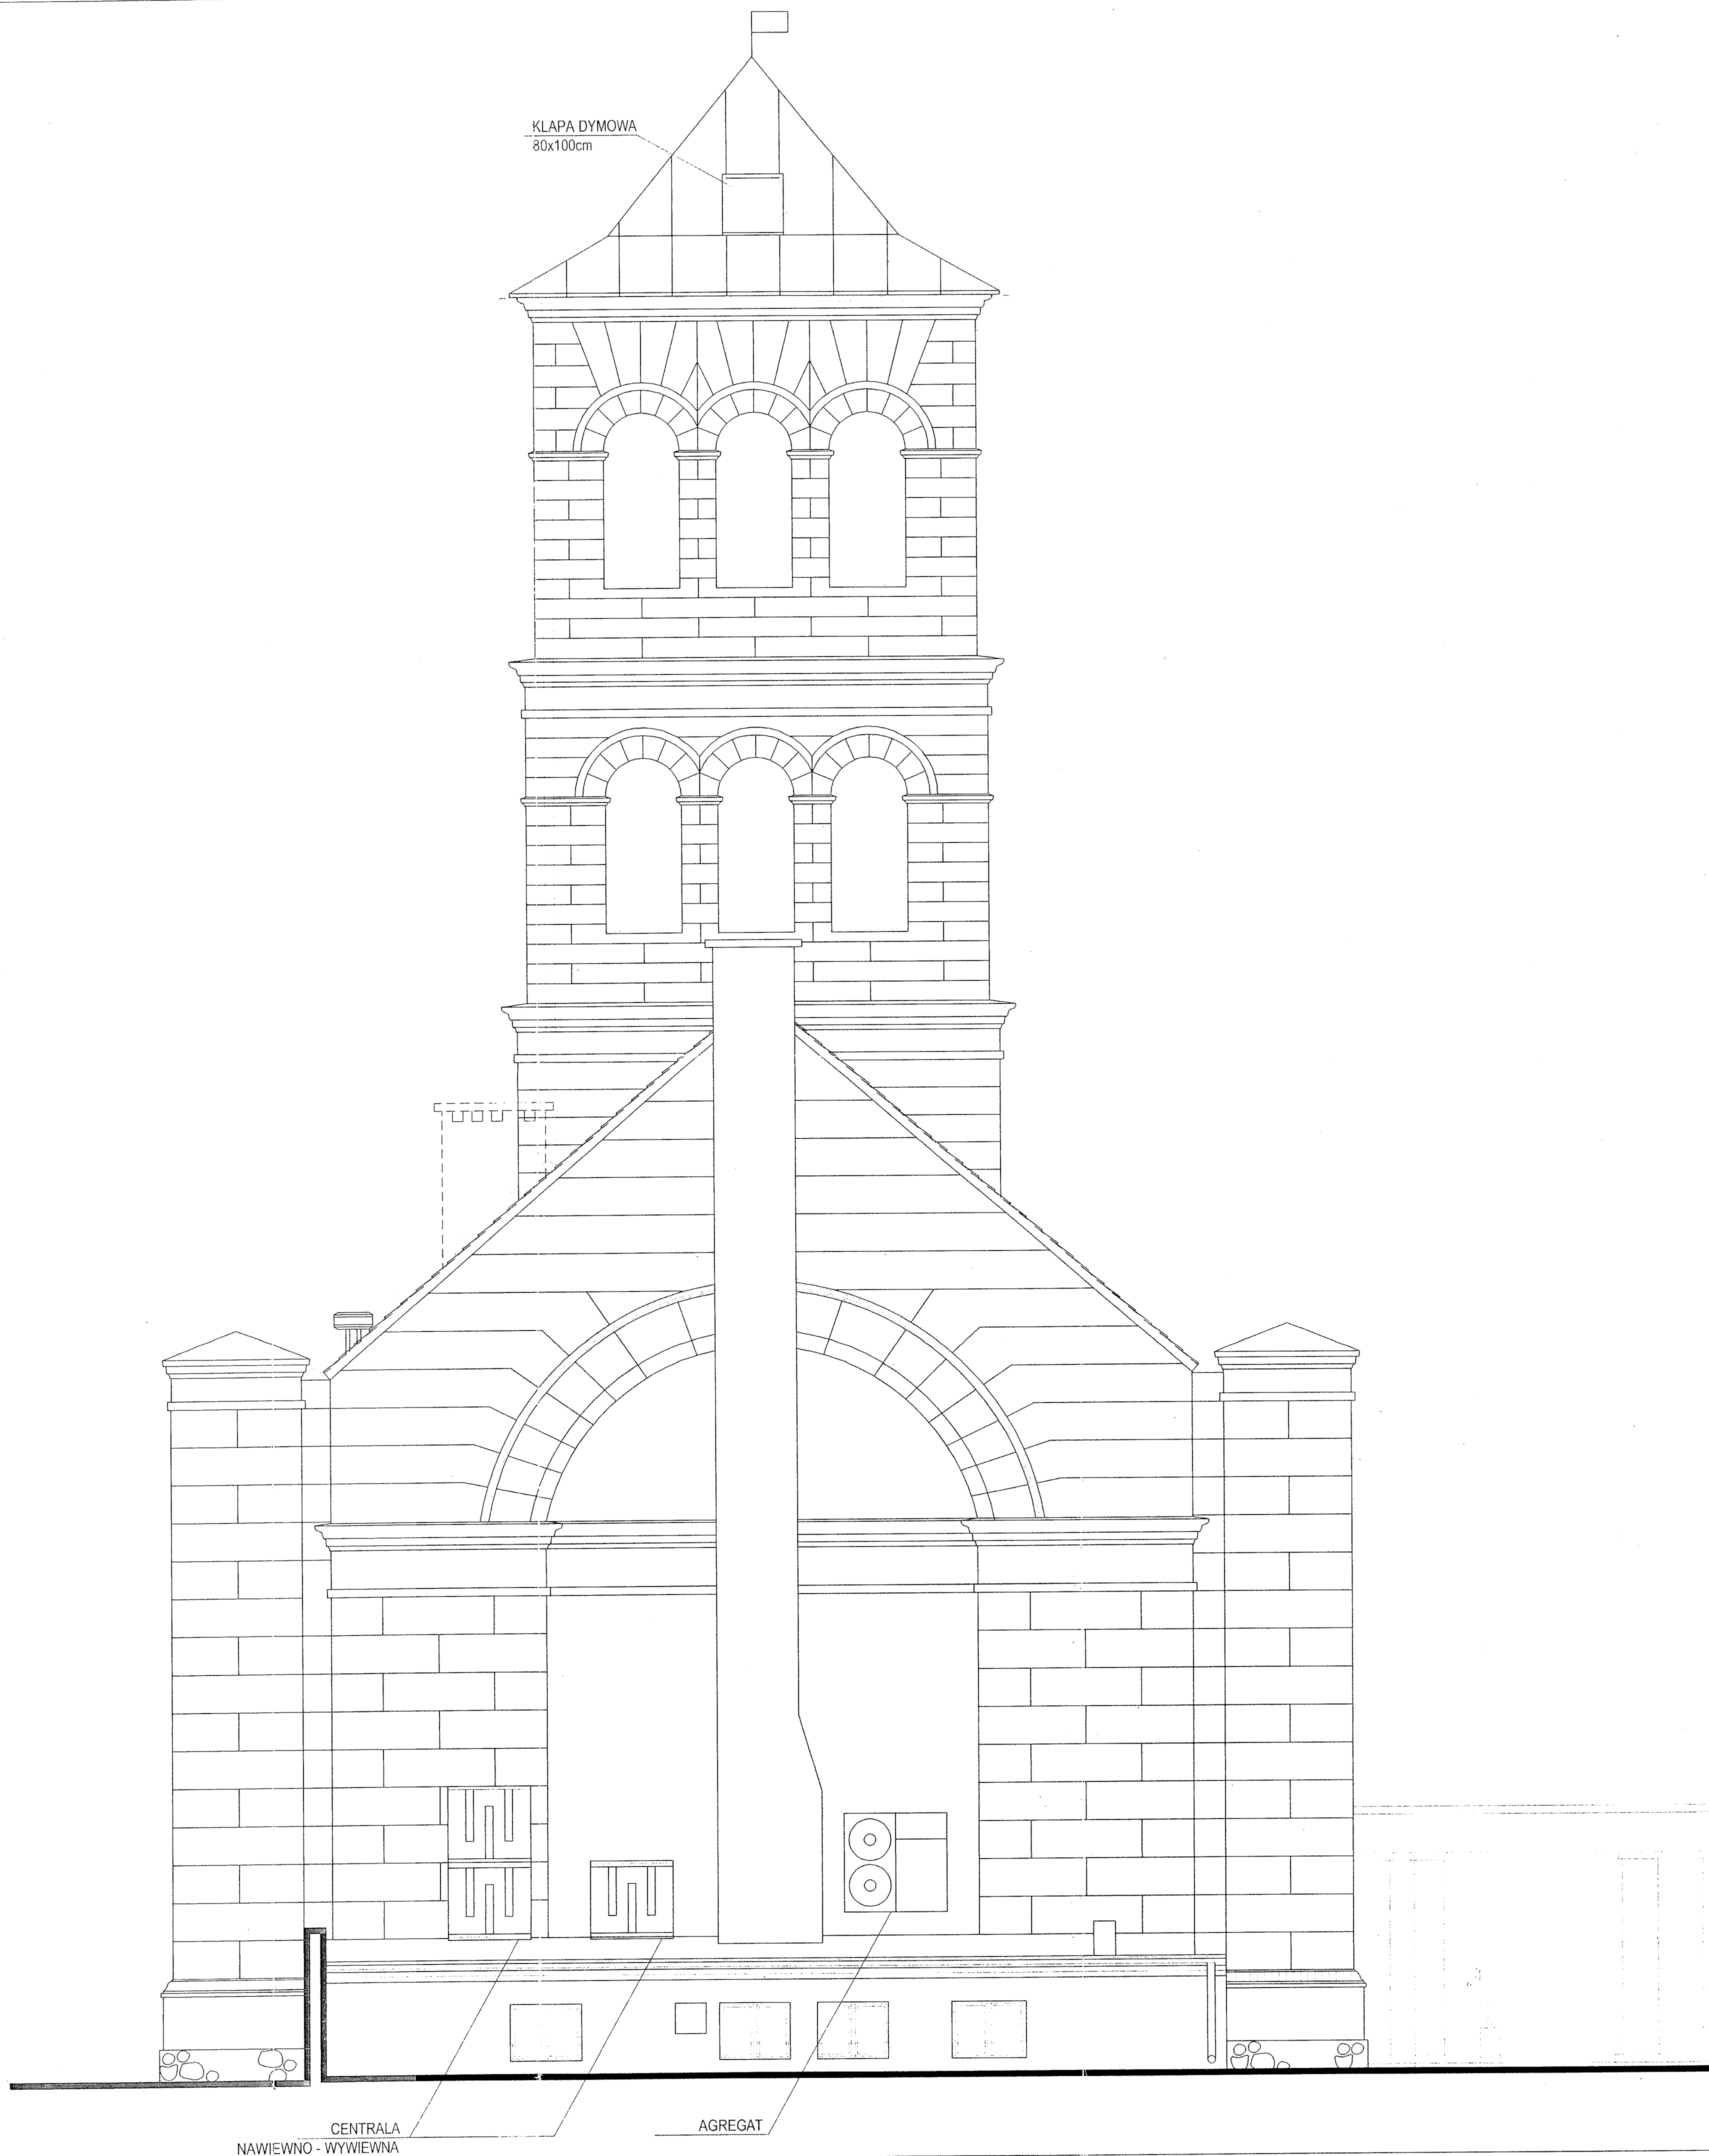 KLAPA DYMOWA
80x100cm
CENTRALA
NAWIEWNO - WYWIEWNA
AGREGAT